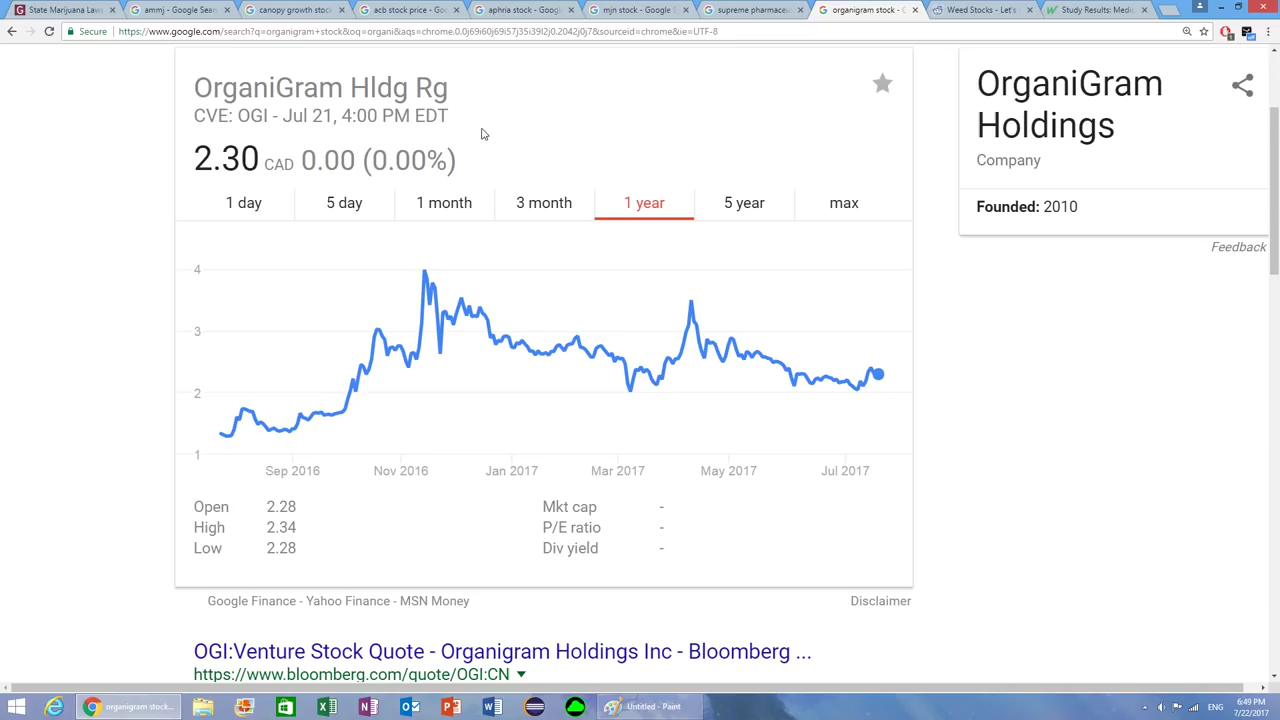 State Marijuana Laws
ammj - Google Sear
canopy growth stock
acb stock price - Goo
aphria stock - Google
mjn stock - Google S
supreme pharmaceut
organigram stock - G
Weed Stocks - Let's
Study Results: Medic
Secure
https://www.google.com/search?q=organigram+stock&oq=organi&aqs=chrome.0.0j69i60j69i57j35i39l2j0.2042j0j7&sourceid=chrome&ie=UTF-8
OrganiGram Hldg Rg
CVE: OGI - Jul 21, 4:00 PM EDT
2.30 CAD 0.00 (0.00%)
1 day 5 day 1 month 3 month 1 year 5 year max
4
3
2
1
Sep 2016 Nov 2016 Jan 2017 Mar 2017 May 2017 Jul 2017
Open 2.28 Mkt cap -
High 2.34 P/E ratio -
Low 2.28 Div yield -
Google Finance - Yahoo Finance - MSN Money Disclaimer
OGI:Venture Stock Quote - Organigram Holdings Inc - Bloomberg ...
https://www.bloomberg.com/quote/OGI:CN
OrganiGram
Holdings
Company
Founded: 2010
Feedback
organigram stock...
Untitled - Paint
ENG
6:49 PM
7/22/2017